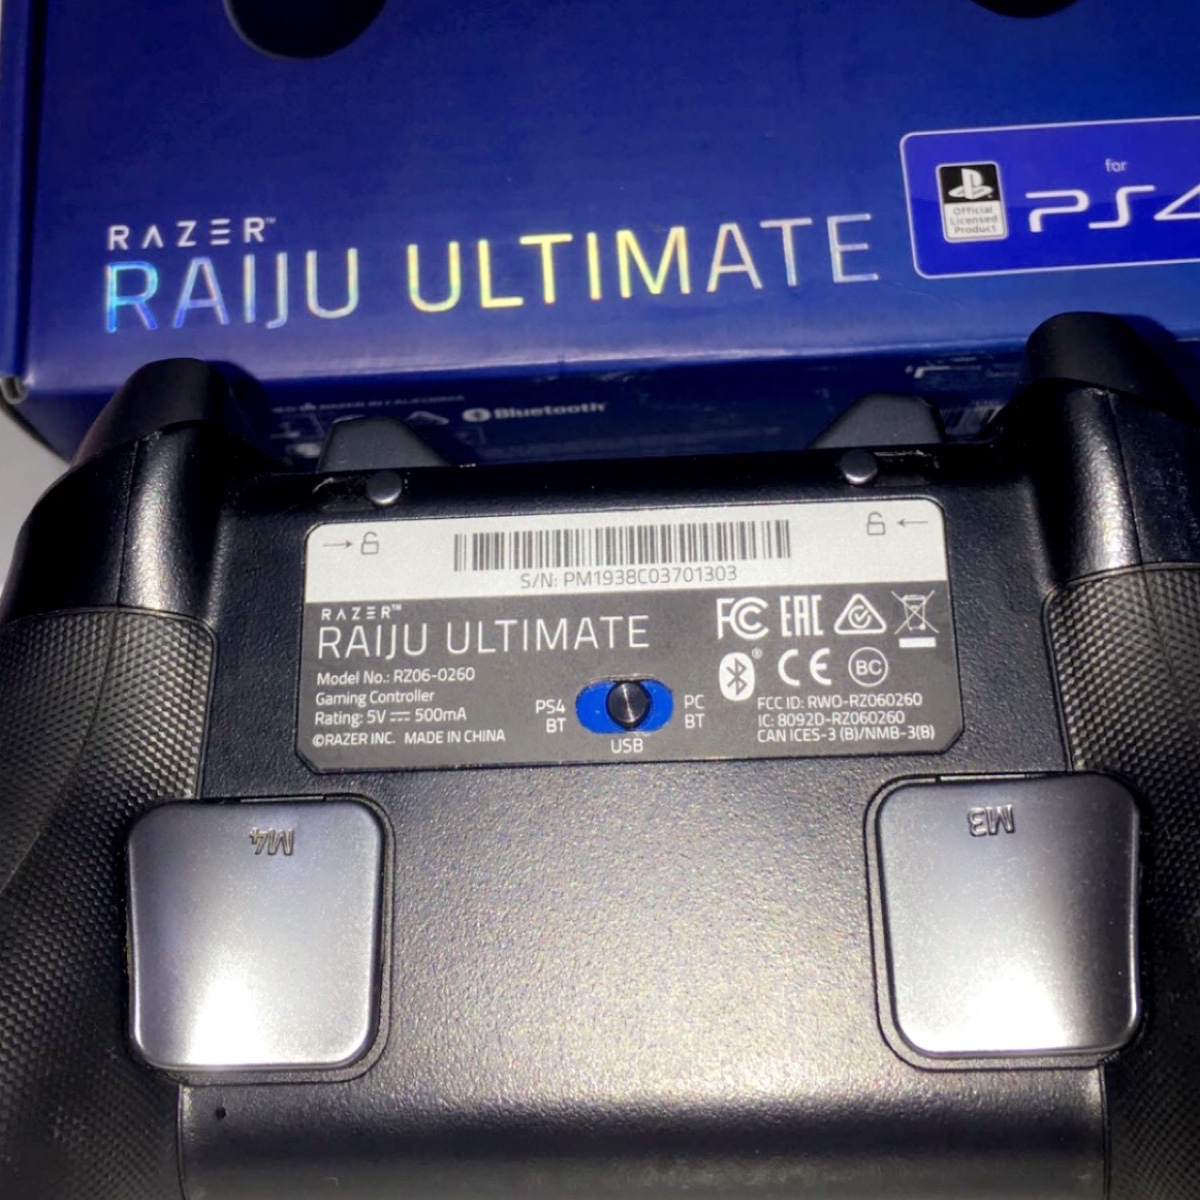 RAZER™
RAIJU ULTIMATE
for
PS4
Official
Licensed
Product
Bluetooth
S/N: PM1938C03701303
RAZER™
RAIJU ULTIMATE
Model No.: RZ06-0260
Gaming Controller
Rating: 5V 500mA
©RAZER INC. MADE IN CHINA
PS4
BT
USB
PC
BT
FC
EAC
CE
BC
FCC ID: RWO-RZ060260
IC: 8092D-RZ060260
CAN ICES-3 (B)/NMB-3(B)
M4
M3